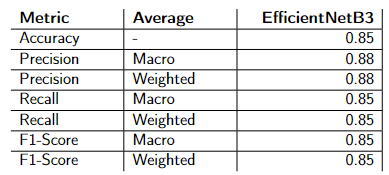 Metric Average EfficientNetB3
Accuracy - 0.85
Precision Macro 0.88
Precision Weighted 0.88
Recall Macro 0.85
Recall Weighted 0.85
F1-Score Macro 0.85
F1-Score Weighted 0.85